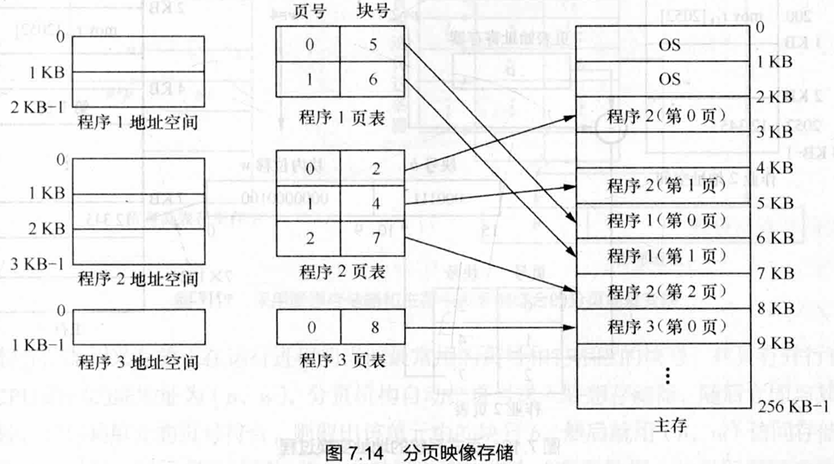 页号 块号
0
1 KB
2 KB-1
程序 1 地址空间
0 5
1 6
程序 1 页表
0
1 KB
2 KB
3 KB-1
程序 2 地址空间
0 2
4
2 7
程序 2 页表
0
1 KB-1
程序 3 地址空间
0 8
程序 3 页表
0
OS
1 KB
OS
2 KB
程序 2(第 0 页)
3 KB
4 KB
程序 2(第 1 页)
5 KB
程序 1(第 0 页)
6 KB
程序 1(第 1 页)
7 KB
程序 2(第 2 页)
8 KB
程序 3(第 0 页)
9 KB
⋮
256 KB-1
主存
图 7.14 分页映像存储